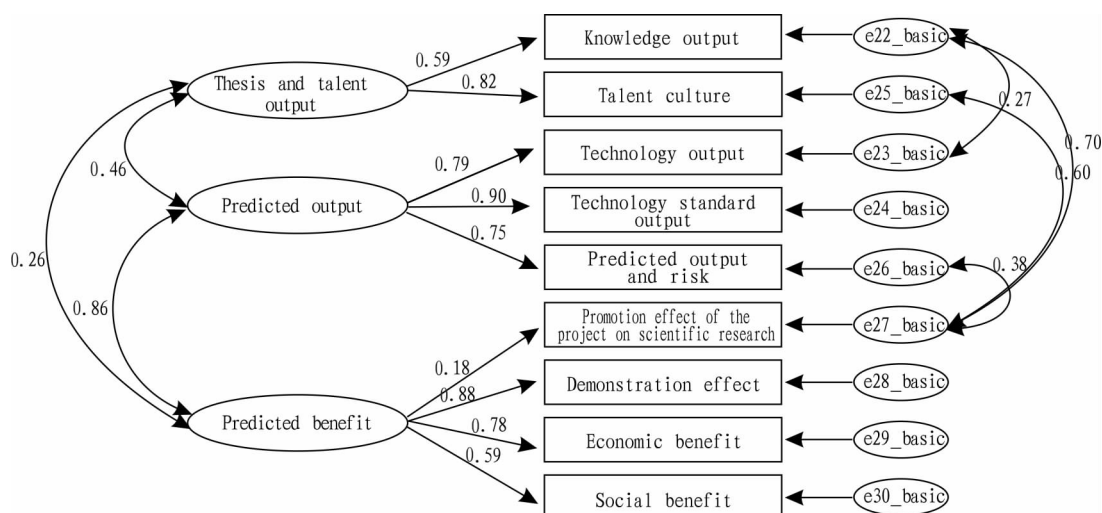 Knowledge output
e22_basic
0.59
Thesis and talent
output
0.82
Talent culture
e25_basic
0.27
0.70
0.79
Technology output
e23_basic
0.46
0.60
Predicted output
0.90
Technology standard
output
e24_basic
0.75
0.26
Predicted output
and risk
e26_basic
0.38
0.86
Promotion effect of the
project on scientific research
e27_basic
0.18
Demonstration effect
e28_basic
0.88
Predicted benefit
0.78
Economic benefit
e29_basic
0.59
Social benefit
e30_basic